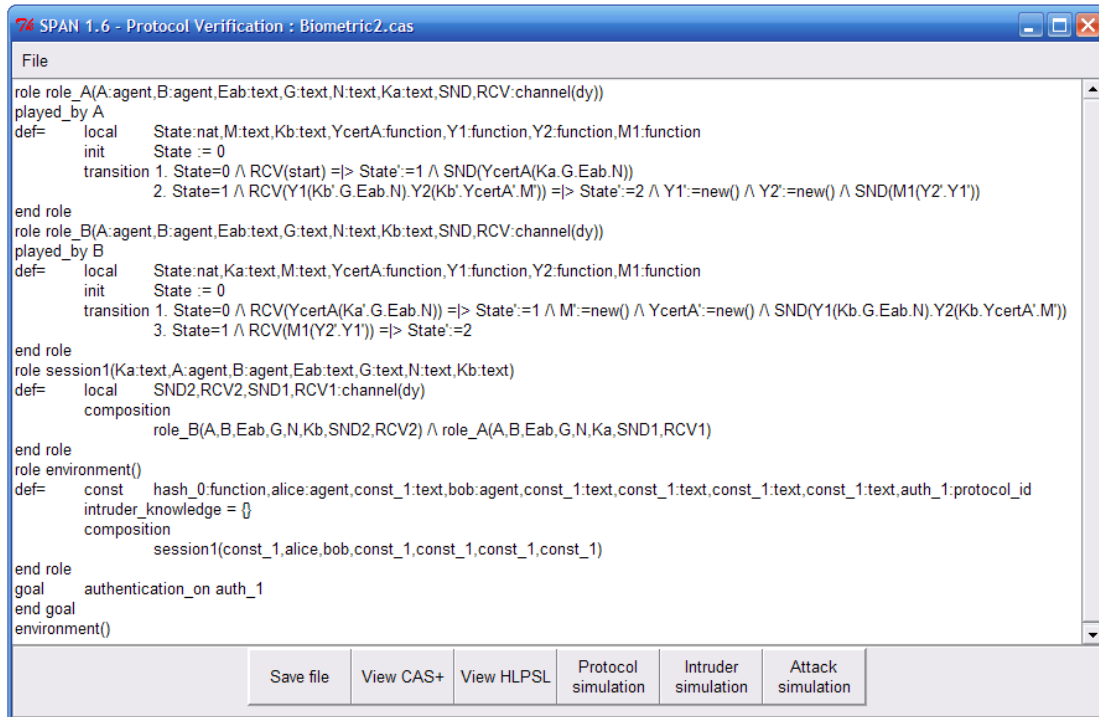 SPAN 1.6 - Protocol Verification : Biometric2.cas
File
role role_A(A:agent,B:agent,Eab:text,G:text,N:text,Ka:text,SND,RCV:channel(dy))
played_by A
def= local State:nat,M:text,Kb:text,YcertA:function,Y1:function,Y2:function,M1:function
init State := 0
transition 1. State=0 /\ RCV(start) =|> State':=1 /\ SND(YcertA(Ka.G.Eab.N))
2. State=1 /\ RCV(Y1(Kb'.G.Eab.N).Y2(Kb'.YcertA'.M')) =|> State':=2 /\ Y1':=new() /\ Y2':=new() /\ SND(M1(Y2'.Y1'))
end role
role role_B(A:agent,B:agent,Eab:text,G:text,N:text,Kb:text,SND,RCV:channel(dy))
played_by B
def= local State:nat,Ka:text,M:text,YcertA:function,Y1:function,Y2:function,M1:function
init State := 0
transition 1. State=0 /\ RCV(YcertA(Ka'.G.Eab.N)) =|> State':=1 /\ M':=new() /\ YcertA':=new() /\ SND(Y1(Kb.G.Eab.N).Y2(Kb.YcertA'.M'))
3. State=1 /\ RCV(M1(Y2'.Y1')) =|> State':=2
end role
role session1(Ka:text,A:agent,B:agent,Eab:text,G:text,N:text,Kb:text)
def= local SND2,RCV2,SND1,RCV1:channel(dy)
composition
role_B(A,B,Eab,G,N,Kb,SND2,RCV2) /\ role_A(A,B,Eab,G,N,Ka,SND1,RCV1)
end role
role environment()
def= const hash_0:function,alice:agent,const_1:text,bob:agent,const_1:text,const_1:text,const_1:text,const_1:text,auth_1:protocol_id
intruder_knowledge = {}
composition
session1(const_1,alice,bob,const_1,const_1,const_1,const_1)
end role
goal authentication_on auth_1
end goal
environment()
Save file View CAS+ View HLPSL Protocol simulation Intruder simulation Attack simulation